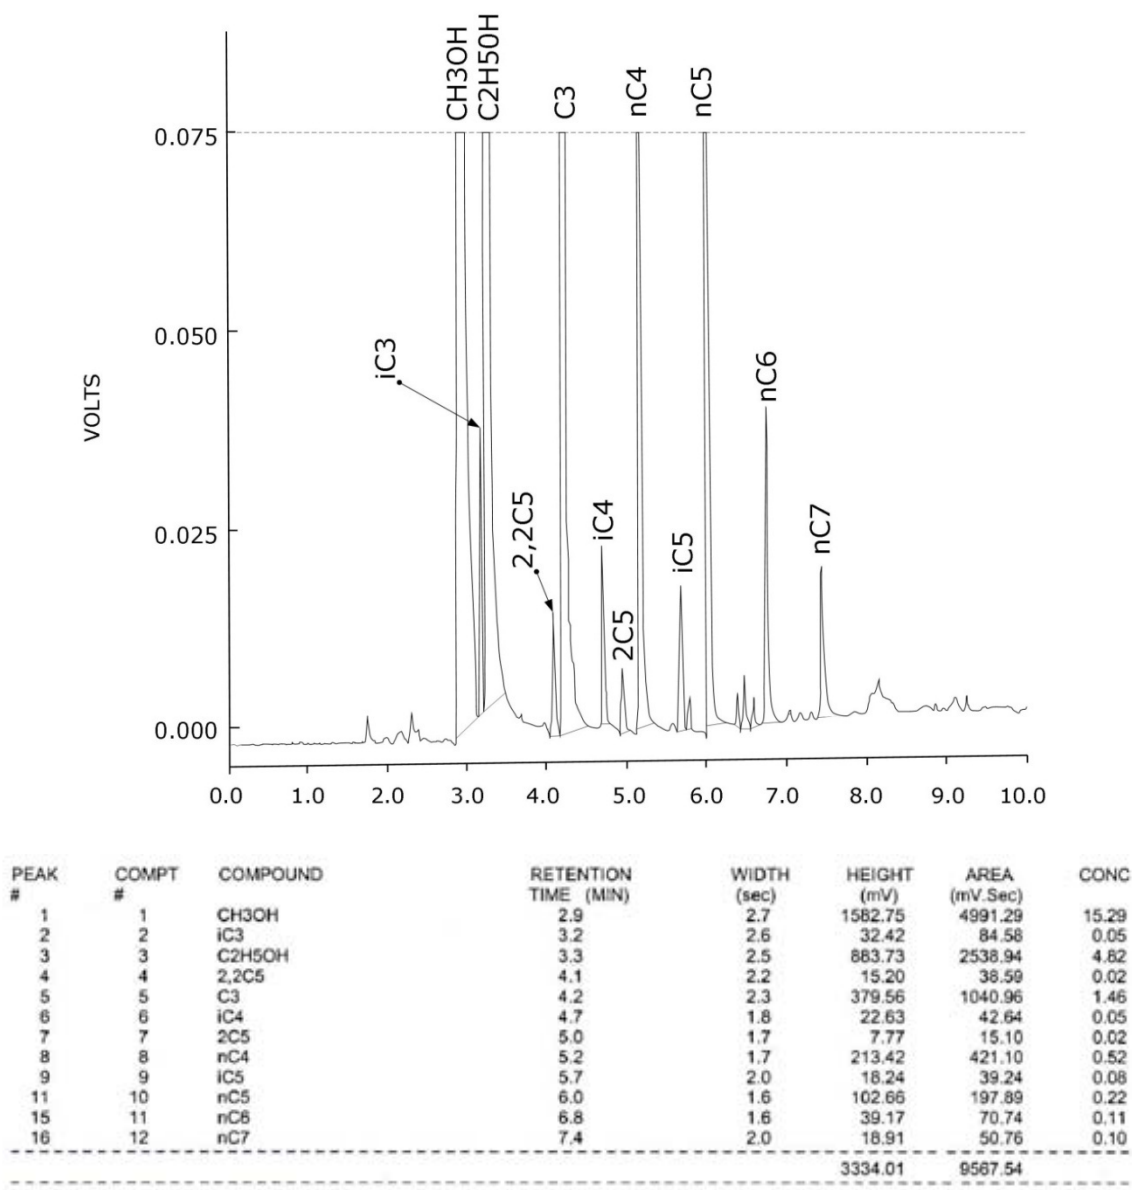 CH3OH
C2H50H
C3
nC4
nC5
0.075
0.050
VOLTS
iC3
nC6
2,2C5
iC4
nC7
iC5
0.025
2C5
0.000
0.0 1.0 2.0 3.0 4.0 5.0 6.0 7.0 8.0 9.0 10.0
PEAK COMPT COMPOUND RETENTION WIDTH HEIGHT AREA CONC
# # TIME (MIN) (sec) (mV) (mV.Sec)
1 1 CH3OH 2.9 2.7 1582.75 4991.29 15.29
2 2 iC3 3.2 2.6 32.42 84.58 0.05
3 3 C2H5OH 3.3 2.5 883.73 2538.94 4.82
4 4 2,2C5 4.1 2.2 15.20 38.59 0.02
5 5 C3 4.2 2.3 379.56 1040.96 1.46
6 6 iC4 4.7 1.8 22.63 42.64 0.05
7 7 2C5 5.0 1.7 7.77 15.10 0.02
8 8 nC4 5.2 1.7 213.42 421.10 0.52
9 9 iC5 5.7 2.0 18.24 39.24 0.08
11 10 nC5 6.0 1.6 102.66 197.89 0.22
15 11 nC6 6.8 1.6 39.17 70.74 0.11
16 12 nC7 7.4 2.0 18.91 50.76 0.10
3334.01 9567.54